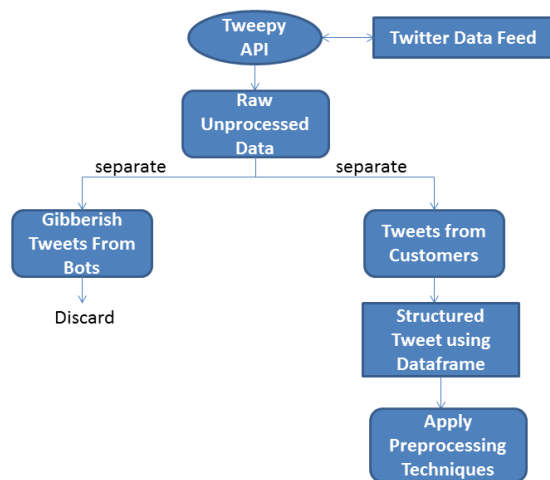 Tweepy
API
Twitter Data Feed
Raw
Unprocessed
Data
separate
separate
Gibberish
Tweets From
Bots
Tweets from
Customers
Discard
Structured
Tweet using
Dataframe
Apply
Preprocessing
Techniques